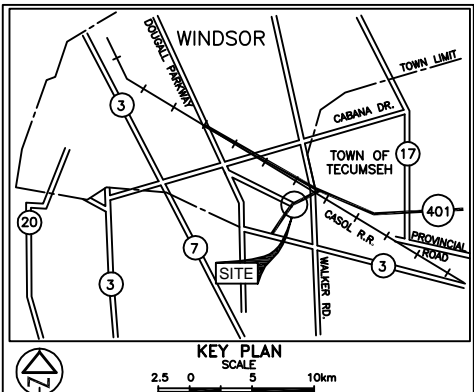 WINDSOR
DOUGALL PARKWAY
TOWN LIMIT
3
CABANA DR.
17
TOWN OF
TECUMSEH
401
20
CASOL R.R.
PROVINCIAL
ROAD
7
SITE
3
3
WALKER RD.
KEY PLAN
SCALE
2.5 0 5 10km
N